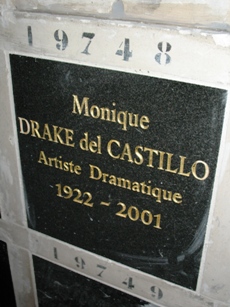 19748
Monique
DRAKE del CASTILLO
Artiste Dramatique
1922 - 2001
19749